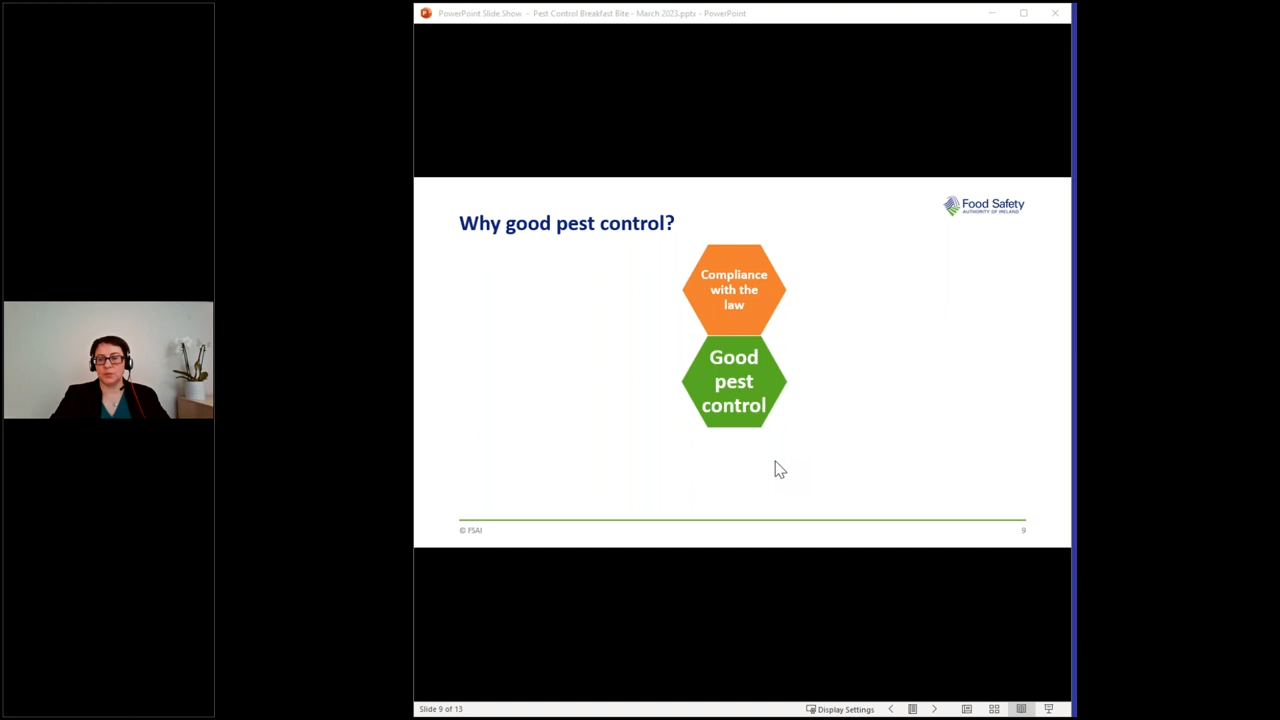 PowerPoint Slide Show - Pest Control Breakfast Bite - March 2023.pptx - PowerPoint
Food Safety
AUTHORITY OF IRELAND
Why good pest control?
Compliance
with the
law
Good
pest
control
© FSAI
9
Slide 9 of 13
Display Settings